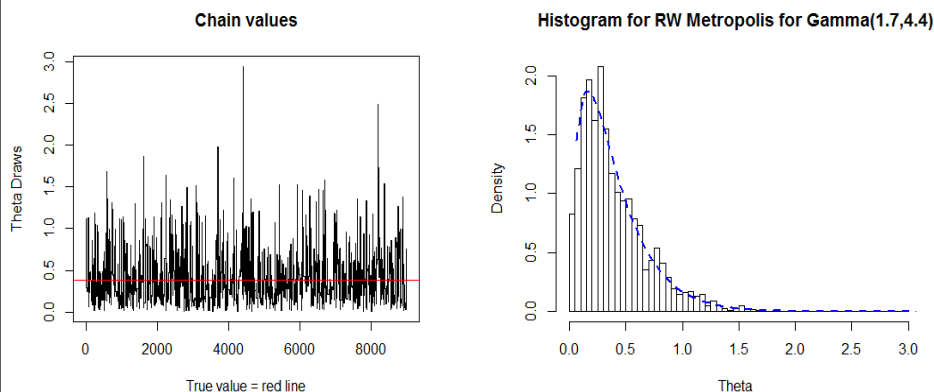 Chain values
Theta Draws
0.0 0.5 1.0 1.5 2.0 2.5 3.0
0 2000 4000 6000 8000
True value = red line
Histogram for RW Metropolis for Gamma(1.7,4.4)
Density
0.0 0.5 1.0 1.5 2.0
0.0 0.5 1.0 1.5 2.0 2.5 3.0
Theta